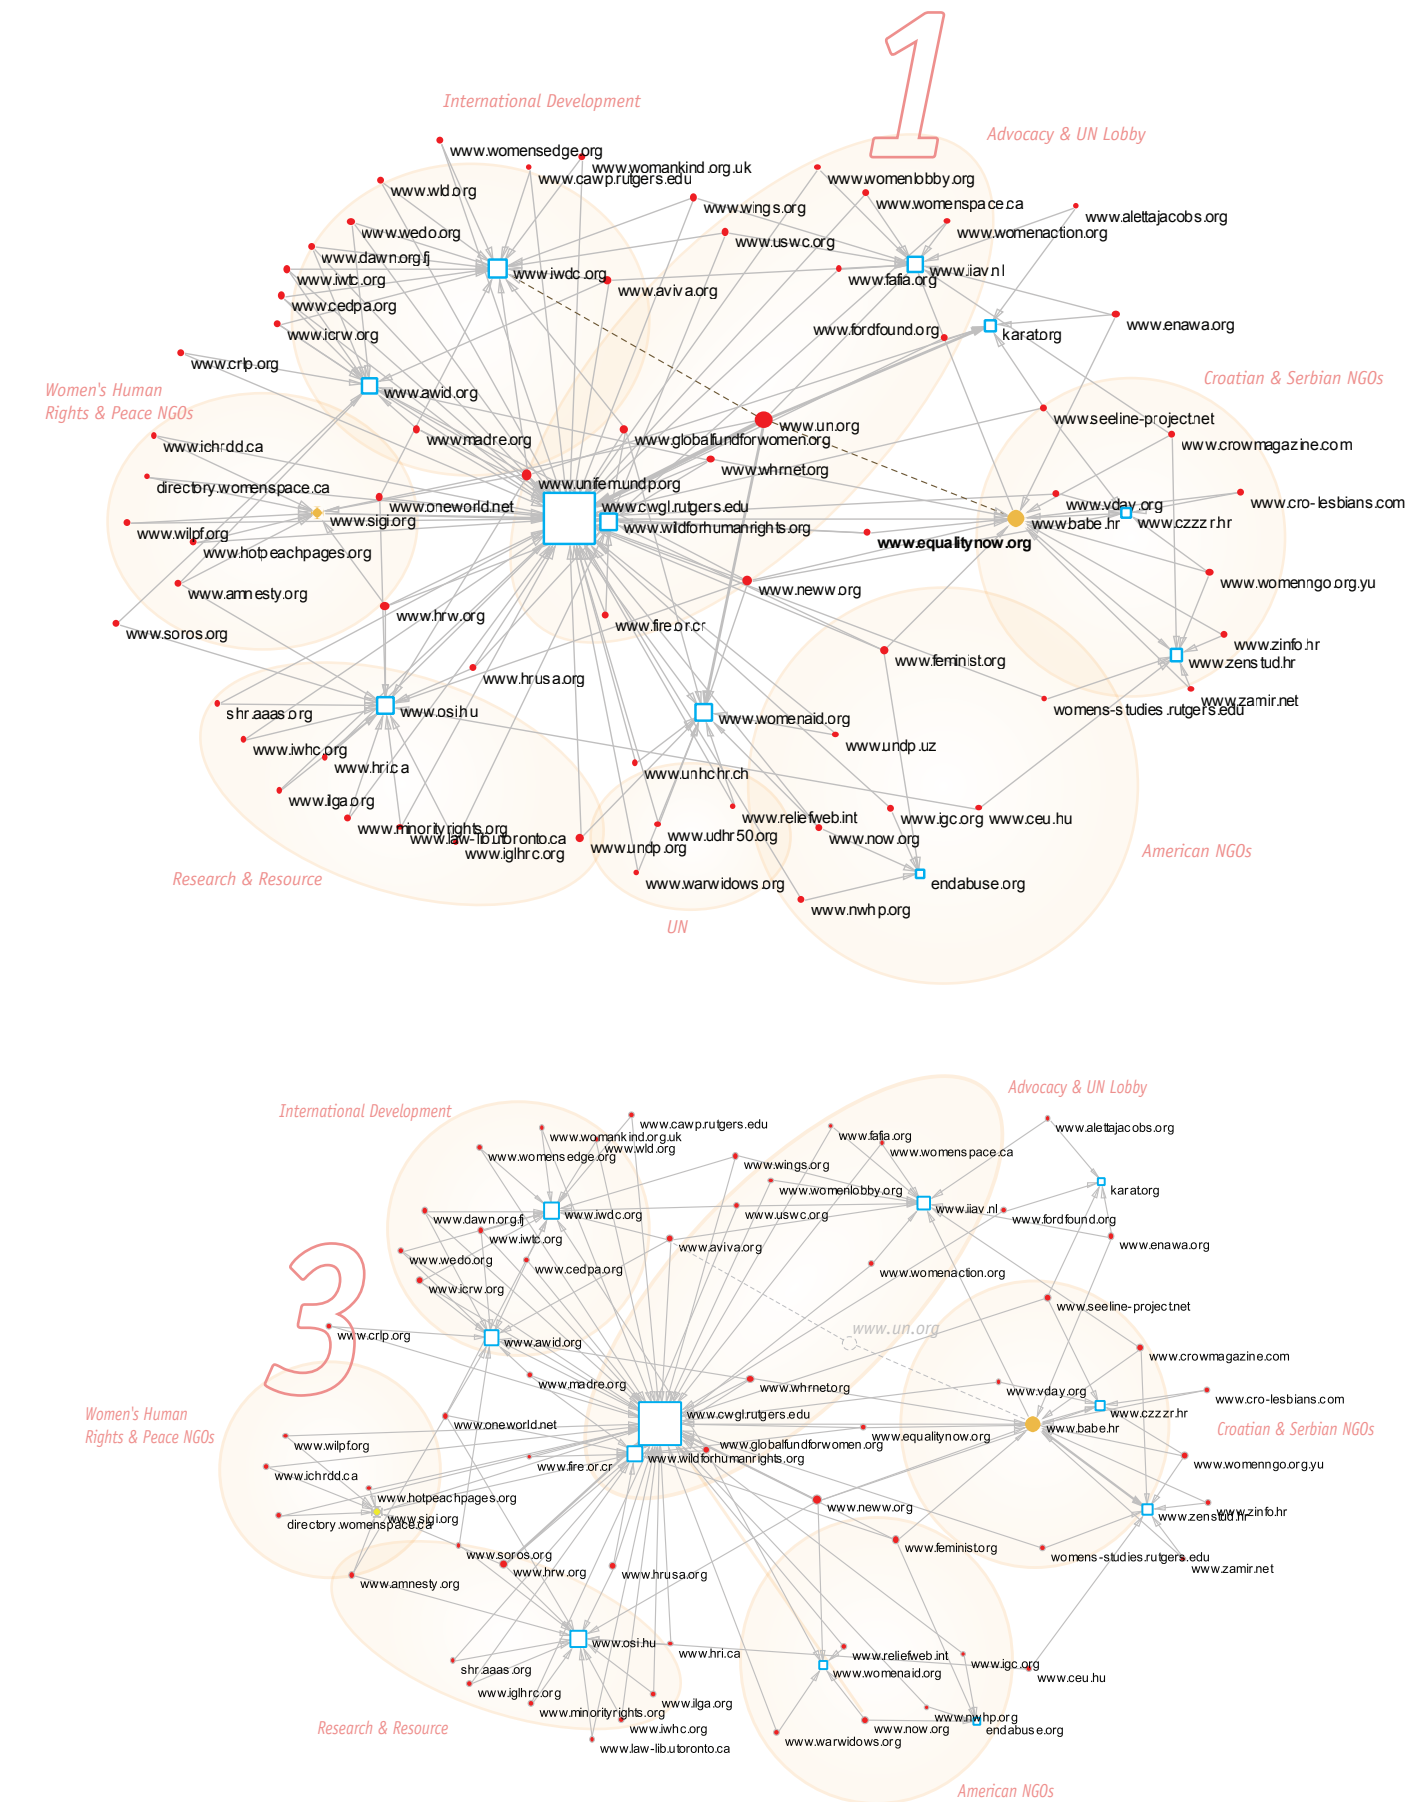 1
International Development
Advocacy & UN Lobby
www.womensedge.org
www.womankind.org.uk
www.cawp.rutgers.edu
www.womenlobby.org
www.wld.org
www.wings.org
www.womenspace.ca
www.alettajacobs.org
www.wedo.org
www.uswc.org
www.womenaction.org
www.dawn.org.fj
www.iwtc.org
www.iwdc.org
www.aviva.org
www.fafia.org
www.iiav.nl
www.cedpa.org
www.icrw.org
www.fordfound.org
karat.org
www.enawa.org
www.crlp.org
Women's Human
Rights & Peace NGOs
www.awid.org
Croatian & Serbian NGOs
www.seeline-project.net
www.un.org
www.ichrdd.ca
www.madre.org
www.globalfundforwomen.org
www.crowmagazine.com
www.whrnet.org
directory.womenspace.ca
www.unifemundp.org
www.oneworld.net
www.cwgl.rutgers.edu
www.vday.org
www.cro-lesbians.com
www.sigi.org
www.wildforhumanrights.org
www.babe.hr
www.czzzr.hr
www.wilpf.org
www.hotpeachpages.org
www.equalitynow.org
www.amnesty.org
www.neww.org
www.womenngo.org.yu
www.hrw.org
www.fire.or.cr
www.soros.org
www.zinfo.hr
www.feminist.org
www.zenstud.hr
www.hrusa.org
www.zamir.net
shr.aaas.org
www.osi.hu
www.womenaid.org
womens-studies.rutgers.edu
www.iwhc.org
www.undp.uz
www.hri.ca
www.unhchr.ch
www.ilga.org
www.reliefweb.int
www.igc.org
www.ceu.hu
www.minorityrights.org
www.law-lib.utoronto.ca
www.iglhrc.org
www.undp.org
www.udhr50.org
www.now.org
American NGOs
Research & Resource
www.warwidows.org
endabuse.org
www.nwhp.org
UN
Advocacy & UN Lobby
International Development
www.cawp.rutgers.edu
www.alettajacobs.org
www.womankind.org.uk
www.wld.org
www.fafia.org
www.womenspace.ca
www.womensedge.org
www.wings.org
www.womenlobby.org
karat.org
www.dawn.org.fj
www.iwdc.org
www.uswc.org
www.iiav.nl
www.fordfound.org
www.iwtc.org
www.aviva.org
www.enawa.org
www.wedo.org
www.cedpa.org
www.womenaction.org
www.icrw.org
3
www.seeline-project.net
www.un.org
www.crlp.org
www.awid.org
www.crowmagazine.com
www.madre.org
www.whrnet.org
www.vday.org
www.cro-lesbians.com
Women's Human
Rights & Peace NGOs
www.oneworld.net
www.cwgl.rutgers.edu
www.czzzr.hr
Croatian & Serbian NGOs
www.equalitynow.org
www.babe.hr
www.wilpf.org
www.globalfundforwomen.org
www.wildforhumanrights.org
www.fire.or.cr
www.womenngo.org.yu
www.ichrdd.ca
www.hotpeachpages.org
www.neww.org
www.sigi.org
directory.womenspace.ca
www.zinfo.hr
www.zenstud.hr
www.feminist.org
www.soros.org
womens-studies.rutgers.edu
www.hrw.org
www.hrusa.org
www.zamir.net
www.amnesty.org
www.osi.hu
www.hri.ca
www.reliefweb.int
www.igc.org
shr.aaas.org
www.womenaid.org
www.ceu.hu
www.iglhrc.org
www.ilga.org
www.minorityrights.org
www.nwhp.org
Research & Resource
www.iwhc.org
www.now.org
endabuse.org
www.warwidows.org
www.law-lib.utoronto.ca
American NGOs